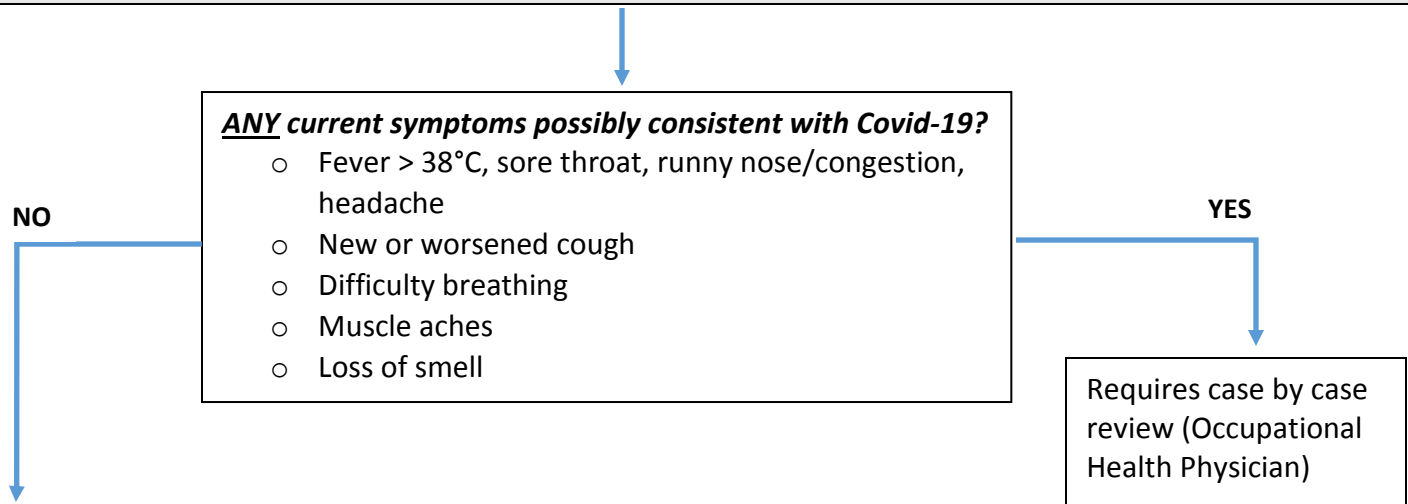 ANY current symptoms possibly consistent with Covid-19?
o Fever > 38°C, sore throat, runny nose/congestion,
headache
o New or worsened cough
o Difficulty breathing
o Muscle aches
o Loss of smell
NO
YES
Requires case by case
review (Occupational
Health Physician)